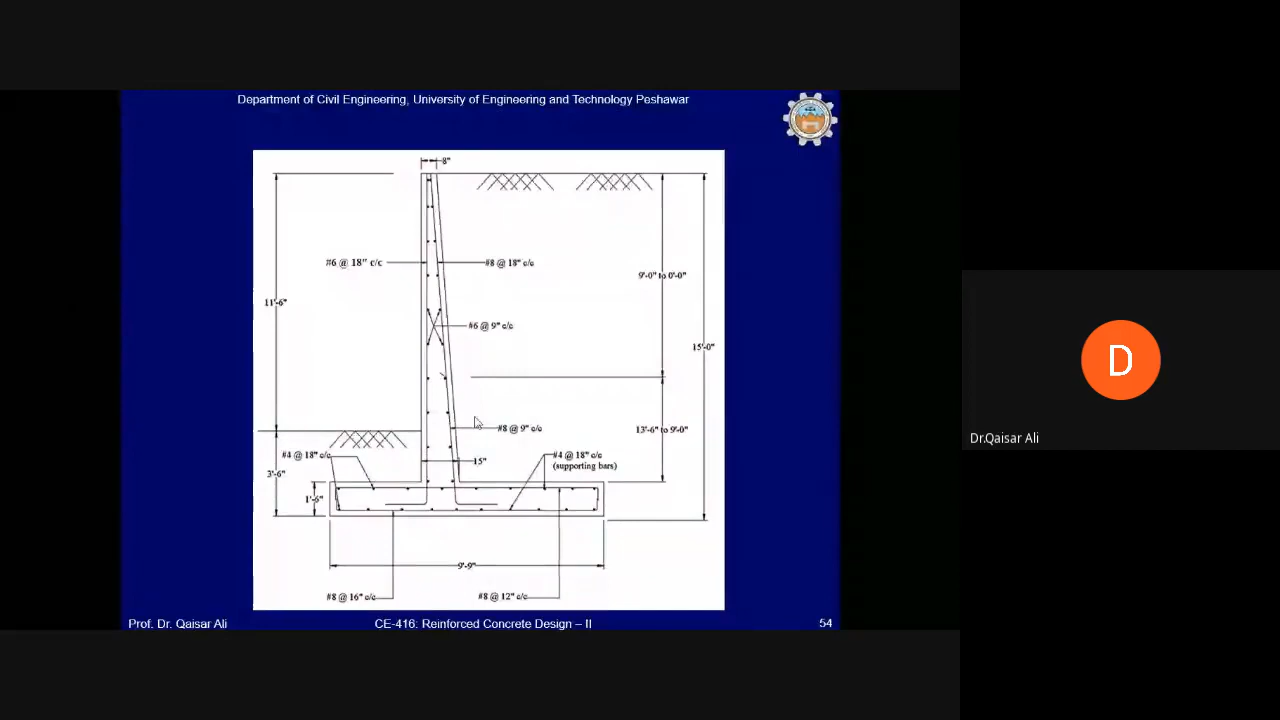 Department of Civil Engineering, University of Engineering and Technology Peshawar
8"
#6 @ 18" c/c
#8 @ 18" c/c
9'-0" to 0'-0"
11'-6"
#6 @ 9" c/c
15'-0"
#8 @ 9" c/c
13'-6" to 9'-0"
#4 @ 18" c/c
#4 @ 18" c/c
(supporting bars)
15"
3'-6"
1'-6"
9'-9"
#8 @ 16" c/c
#8 @ 12" c/c
Prof. Dr. Qaisar Ali
CE-416: Reinforced Concrete Design – II
54
D
Dr.Qaisar Ali